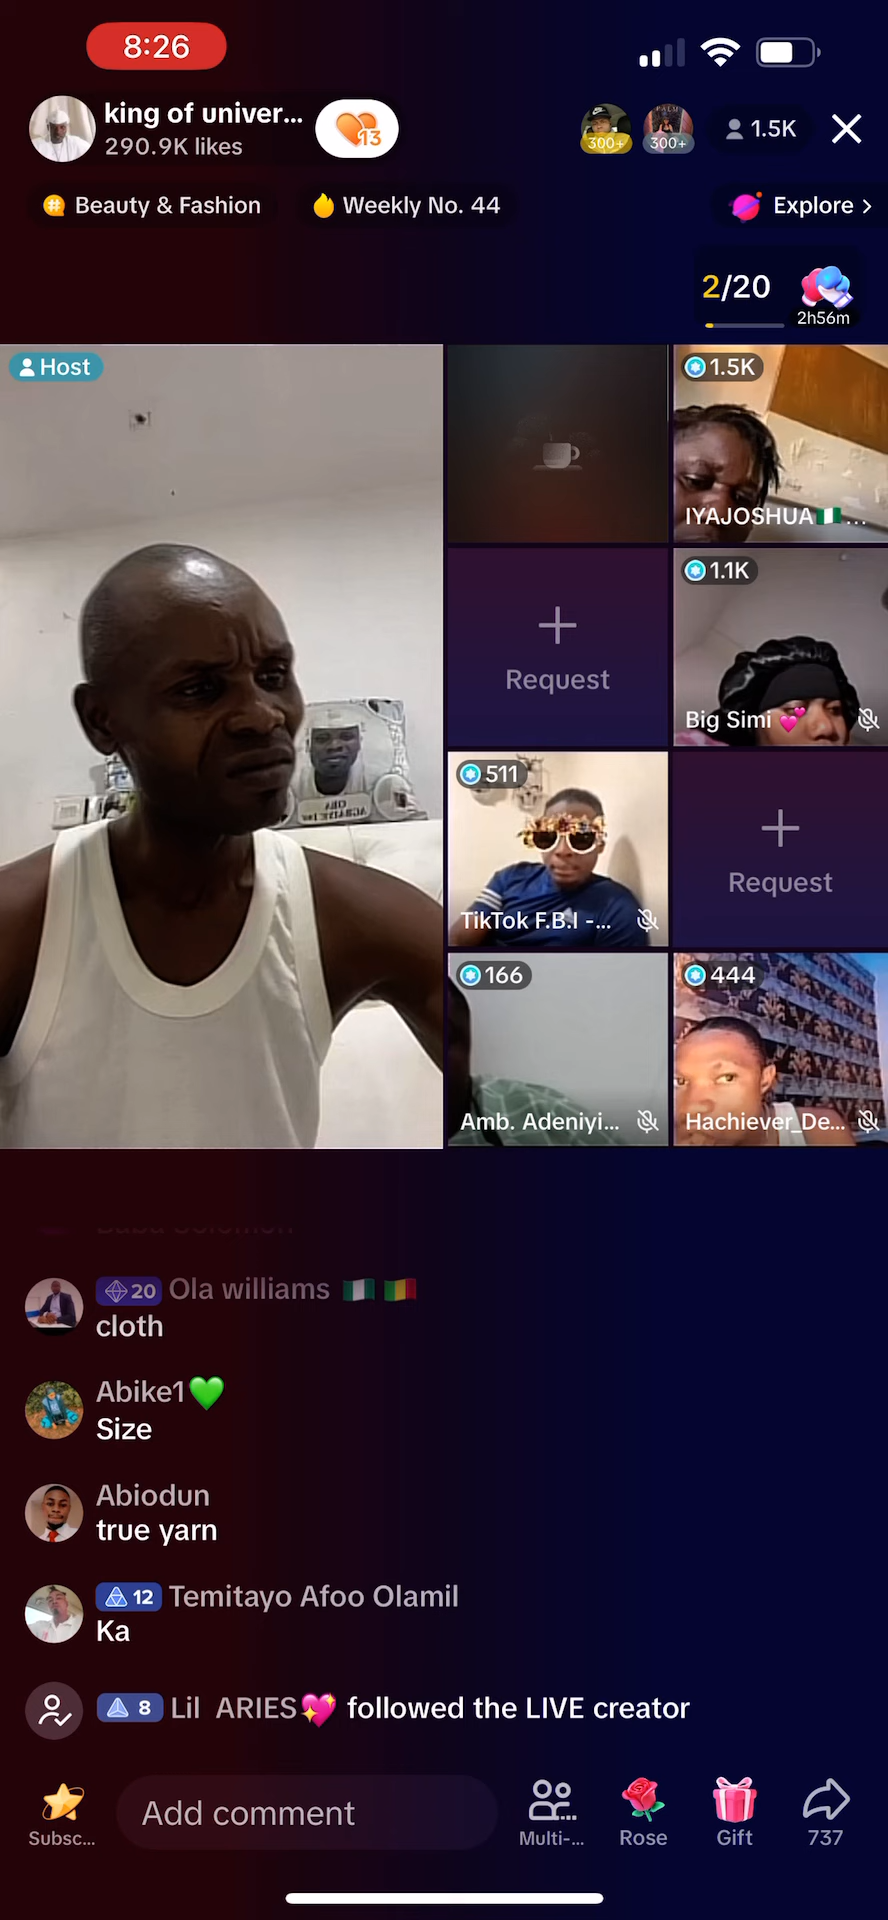 8:26
king of univer...
290.9K likes
13
300+
300+
1.5K
Beauty & Fashion
Weekly No. 44
Explore >
2/20
2h56m
Host
1.5K
IYAJOSHUA🇳🇬...
Request
1.1K
Big Simi 💕
511
TikTok F.B.I -...
Request
166
Amb. Adeniyi...
444
Hachiever_De...
20 Ola williams 🇳🇬 🇲🇱
cloth
Abike1💚
Size
Abiodun
true yarn
12 Temitayo Afoo Olamil
Ka
8 Lil ARIES💖 followed the LIVE creator
Add comment
Subsc...
Multi-...
Rose
Gift
737